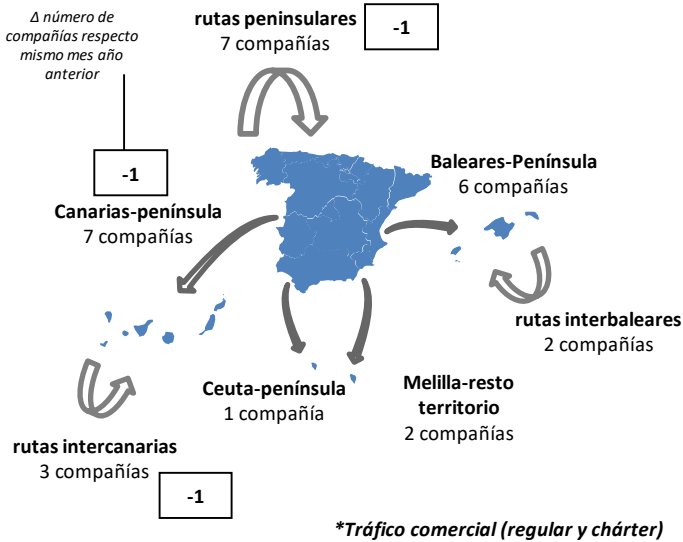 Δ número de
compañías respecto
mismo mes año
anterior
rutas peninsulares
7 compañías
-1
-1
Canarias-península
7 compañías
Baleares-Península
6 compañías
rutas interbaleares
2 compañías
Ceuta-península
1 compañía
Melilla-resto
territorio
2 compañías
rutas intercanarias
3 compañías
-1
*Tráfico comercial (regular y chárter)